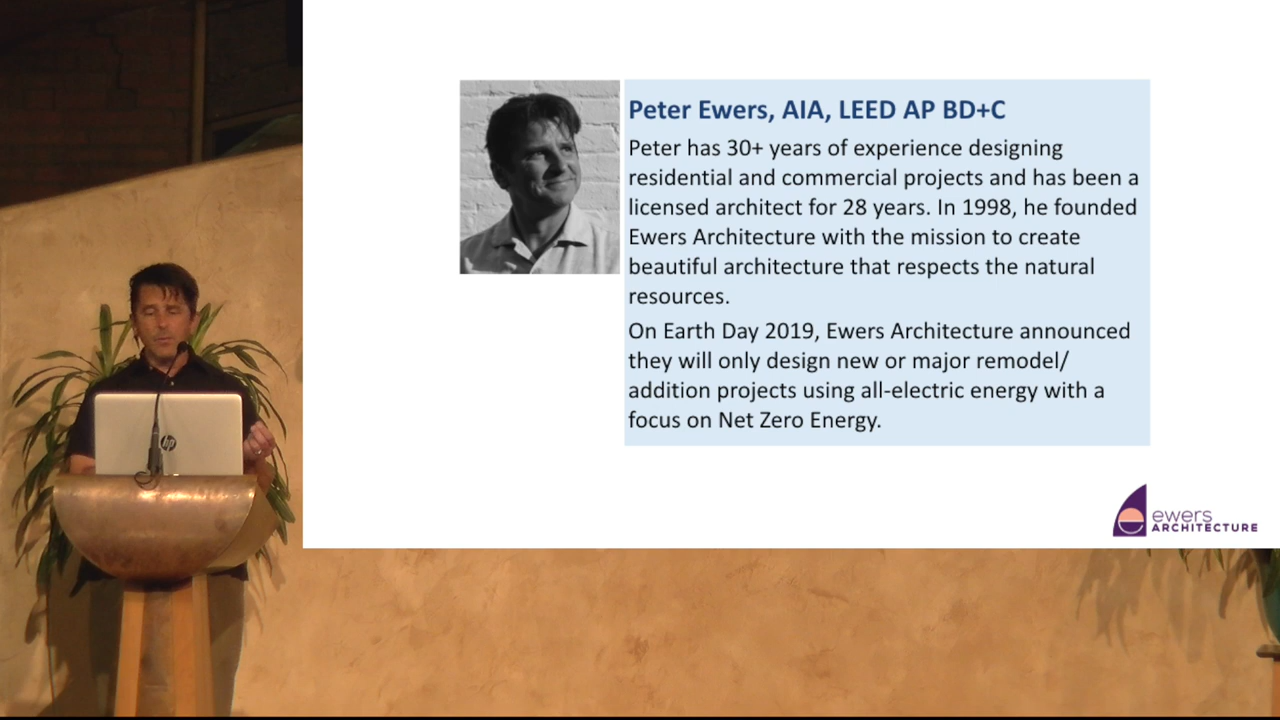 Peter Ewers, AIA, LEED AP BD+C
Peter has 30+ years of experience designing
residential and commercial projects and has been a
licensed architect for 28 years. In 1998, he founded
Ewers Architecture with the mission to create
beautiful architecture that respects the natural
resources.
On Earth Day 2019, Ewers Architecture announced
they will only design new or major remodel/
addition projects using all-electric energy with a
focus on Net Zero Energy.
hp
ewers
ARCHITECTURE